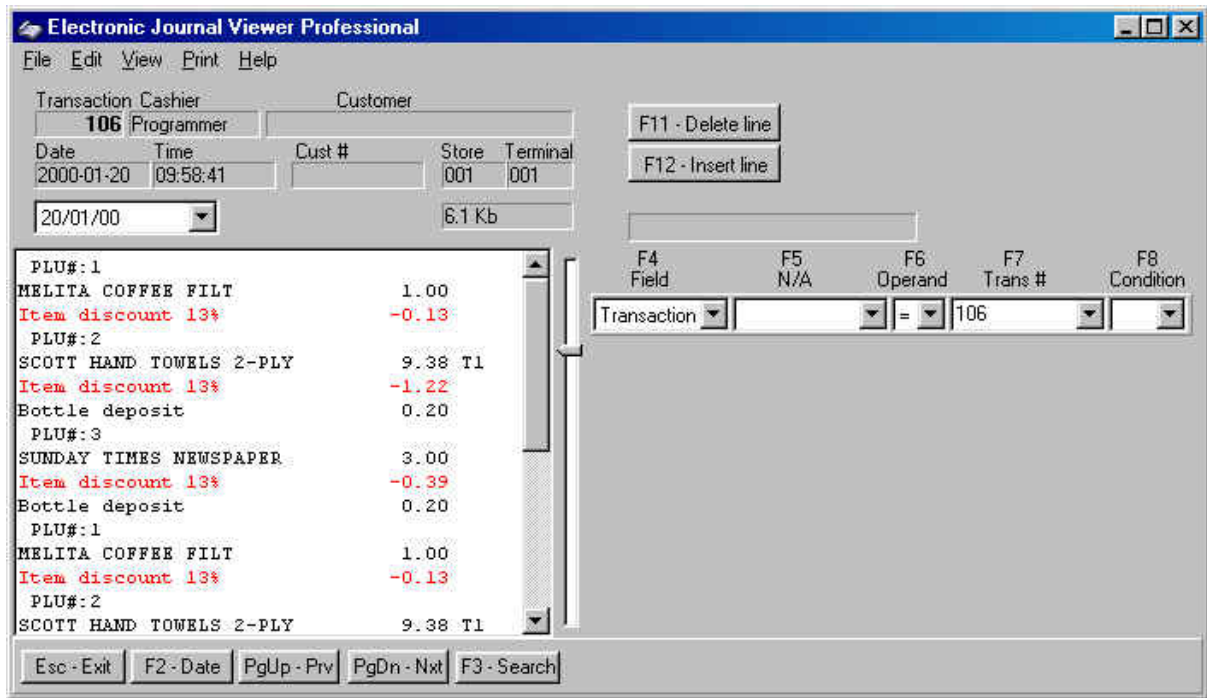 Electronic Journal Viewer Professional
File Edit View Print Help
Transaction Cashier Customer
106 Programmer
Date Time Cust # Store Terminal
2000-01-20 09:58:41 001 001
20/01/00 6.1 Kb
F11 - Delete line
F12 - Insert line
F4 F5 F6 F7 F8
Field N/A Operand Trans # Condition
Transaction = 106
PLU#:1
MELITA COFFEE FILT 1.00
Item discount 13% -0.13
PLU#:2
SCOTT HAND TOWELS 2-PLY 9.38 T1
Item discount 13% -1.22
Bottle deposit 0.20
PLU#:3
SUNDAY TIMES NEWSPAPER 3.00
Item discount 13% -0.39
Bottle deposit 0.20
PLU#:1
MELITA COFFEE FILT 1.00
Item discount 13% -0.13
PLU#:2
SCOTT HAND TOWELS 2-PLY 9.38 T1
Esc - Exit F2 - Date PgUp - Prv PgDn - Nxt F3 - Search